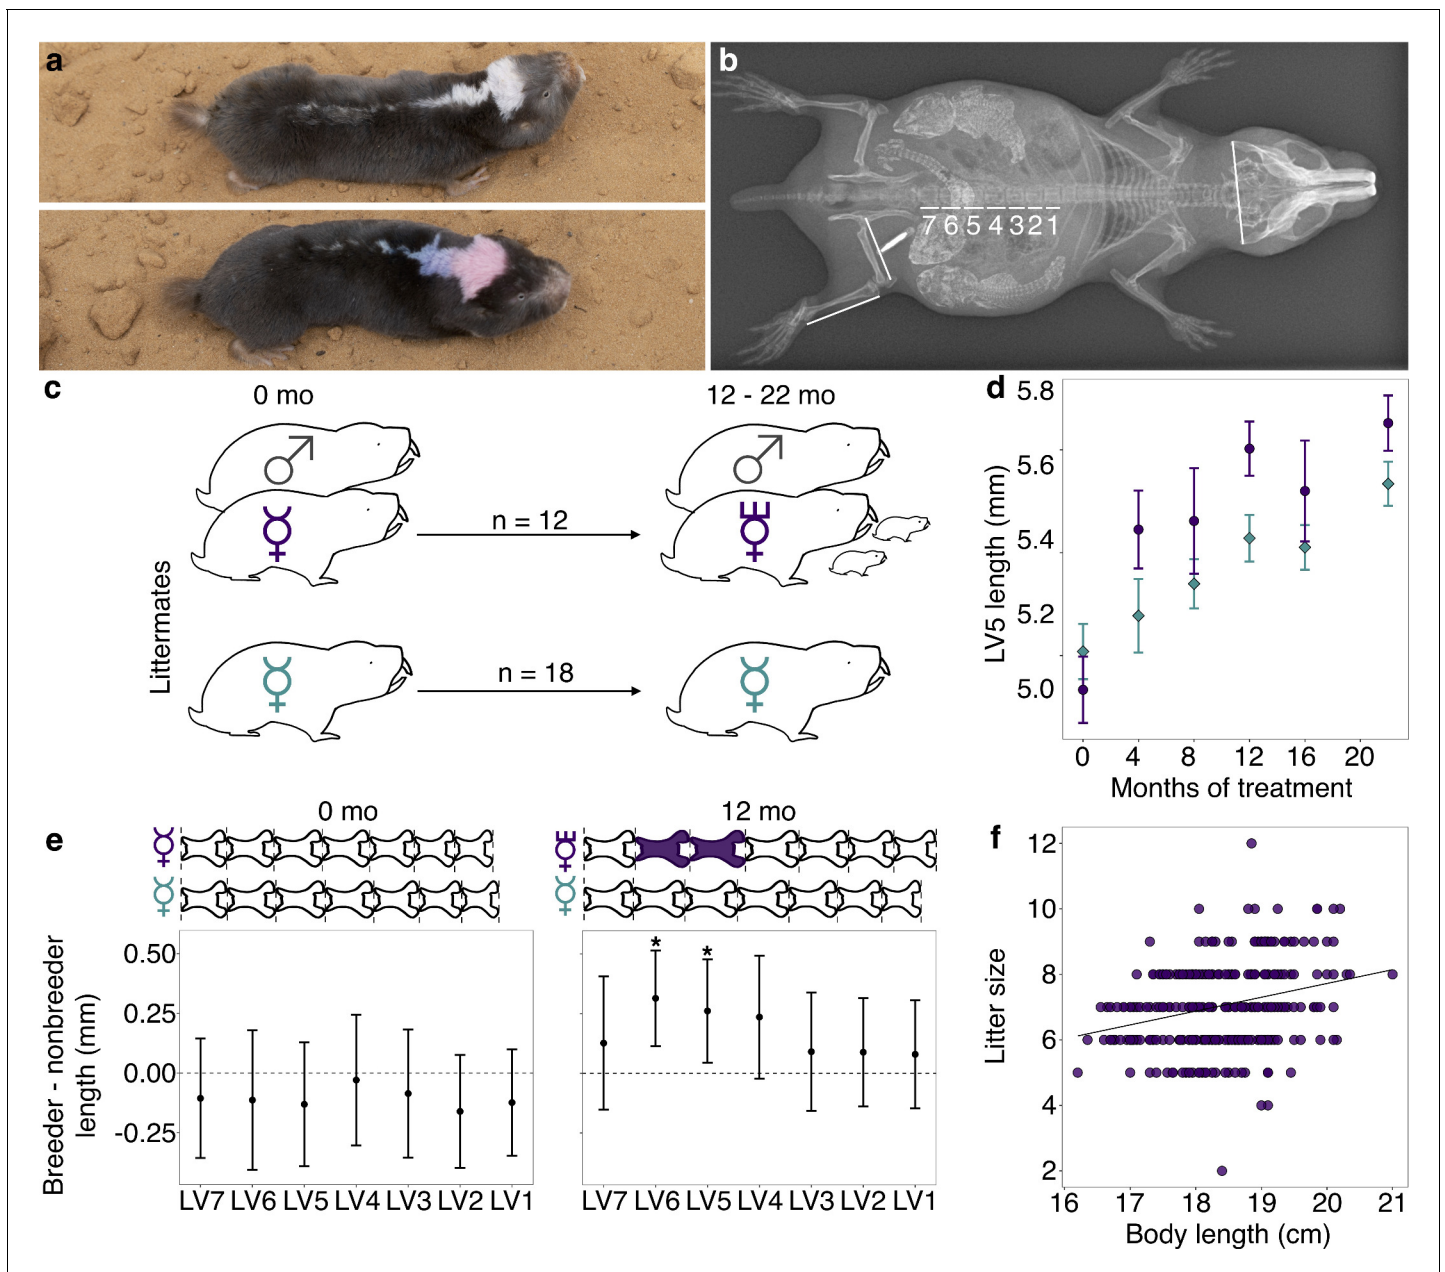 a
b
7 6 5 4 3 2 1
c
0 mo
12 - 22 mo
n = 12
n = 18
Littermates
d
5.8
5.6
5.4
5.2
5.0
LV5 length (mm)
0 4 8 12 16 20
Months of treatment
e
0 mo
12 mo
Breeder - nonbreeder
length (mm)
0.50
0.25
0.00
-0.25
* *
LV7 LV6 LV5 LV4 LV3 LV2 LV1
LV7 LV6 LV5 LV4 LV3 LV2 LV1
f
12
10
8
6
4
2
Litter size
16 17 18 19 20 21
Body length (cm)